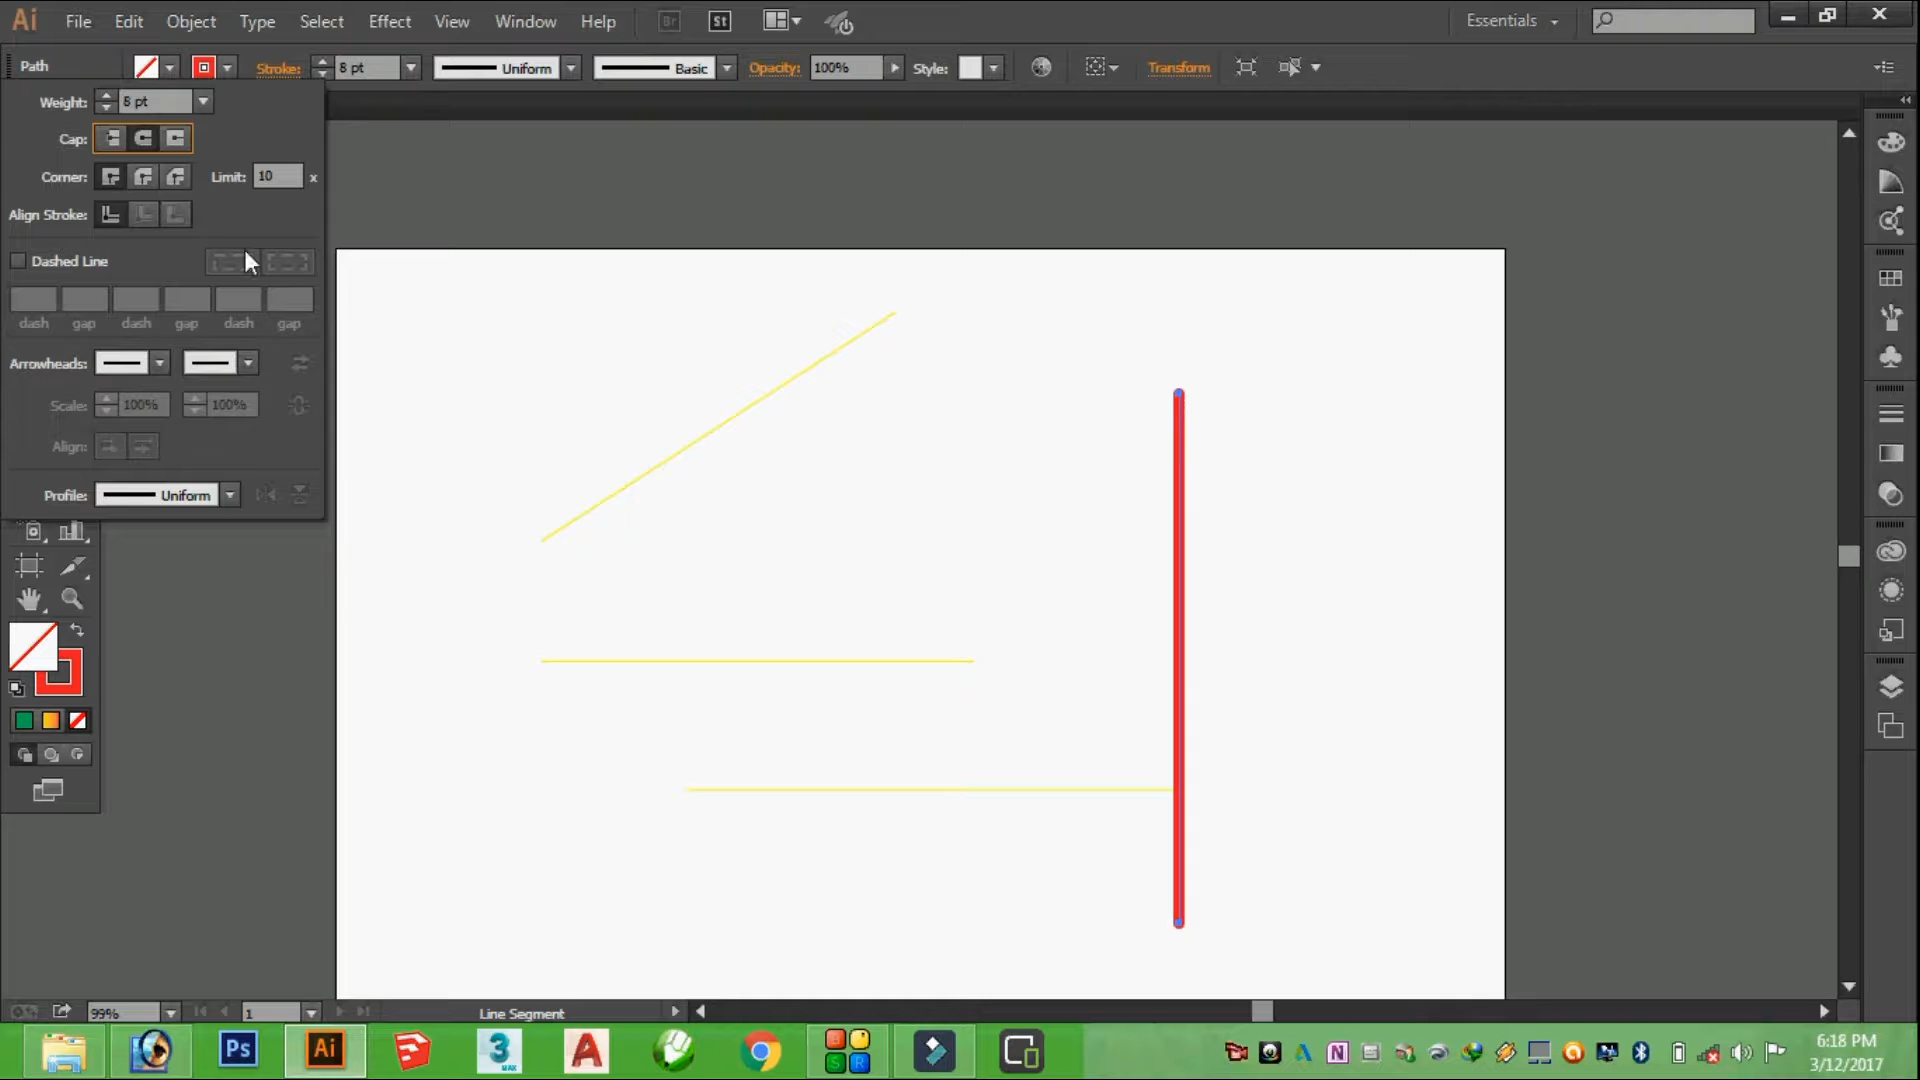 Ai File Edit Object Type Select Effect View Window Help Br St Essentials
Path Stroke: 8 pt Uniform Basic Opacity: 100% Style: Transform
Weight: 8 pt
Cap:
Corner: Limit: 10 x
Align Stroke:
Dashed Line
dash gap dash gap dash gap
Arrowheads:
Scale: 100% 100%
Align:
Profile: Uniform
99% 1 Line Segment
Ps Ai 3 MAX A S R N
6:18 PM
3/12/2017